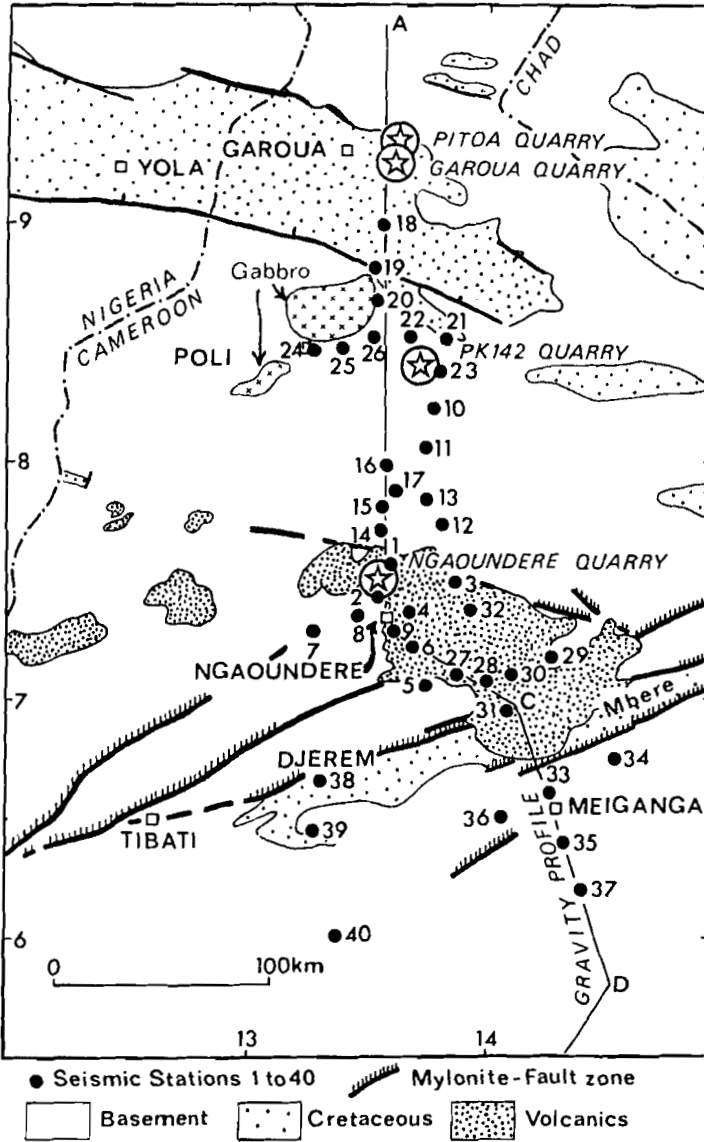 A
CHAD
PITOA QUARRY
GAROUA
GAROUA QUARRY
YOLA
9
18
19
Gabbro
20
NIGERIA
CAMEROON
22
21
POLI
24
25
26
PK142 QUARRY
23
10
11
8
16
17
15
13
14
12
1
NGAOUNDERE QUARRY
3
2
4
32
8
9
7
6
NGAOUNDERE
27
28
29
30
7
5
31
C
Mbere
DJEREM
38
34
33
MEIGANGA
36
TIBATI
39
35
GRAVITY PROFILE
37
6
40
0
100km
D
13
14
Seismic Stations 1 to 40
Mylonite-Fault zone
Basement
Cretaceous
Volcanics